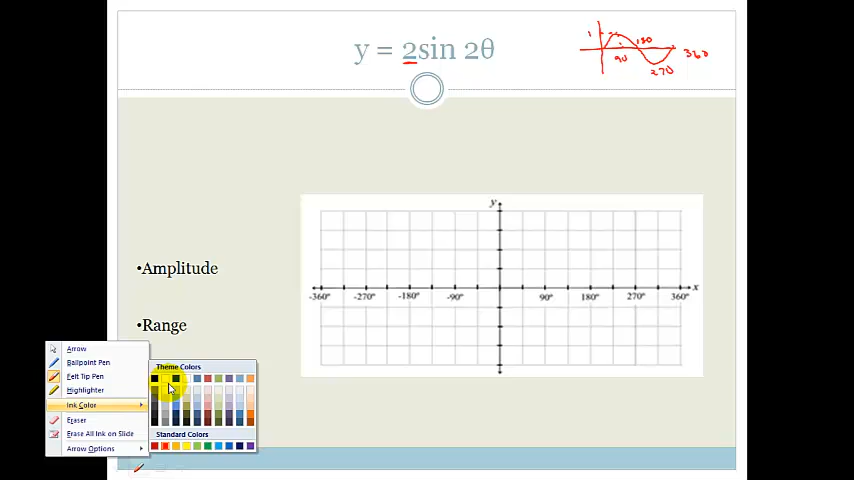 y = 2sin 2θ
1
180
90
360
270
y
-360° -270° -180° -90° 90° 180° 270° 360° x
•Amplitude
•Range
Arrow
Ballpoint Pen
Felt Tip Pen
Highlighter
Ink Color
Eraser
Erase All Ink on Slide
Arrow Options
Theme Colors
Standard Colors